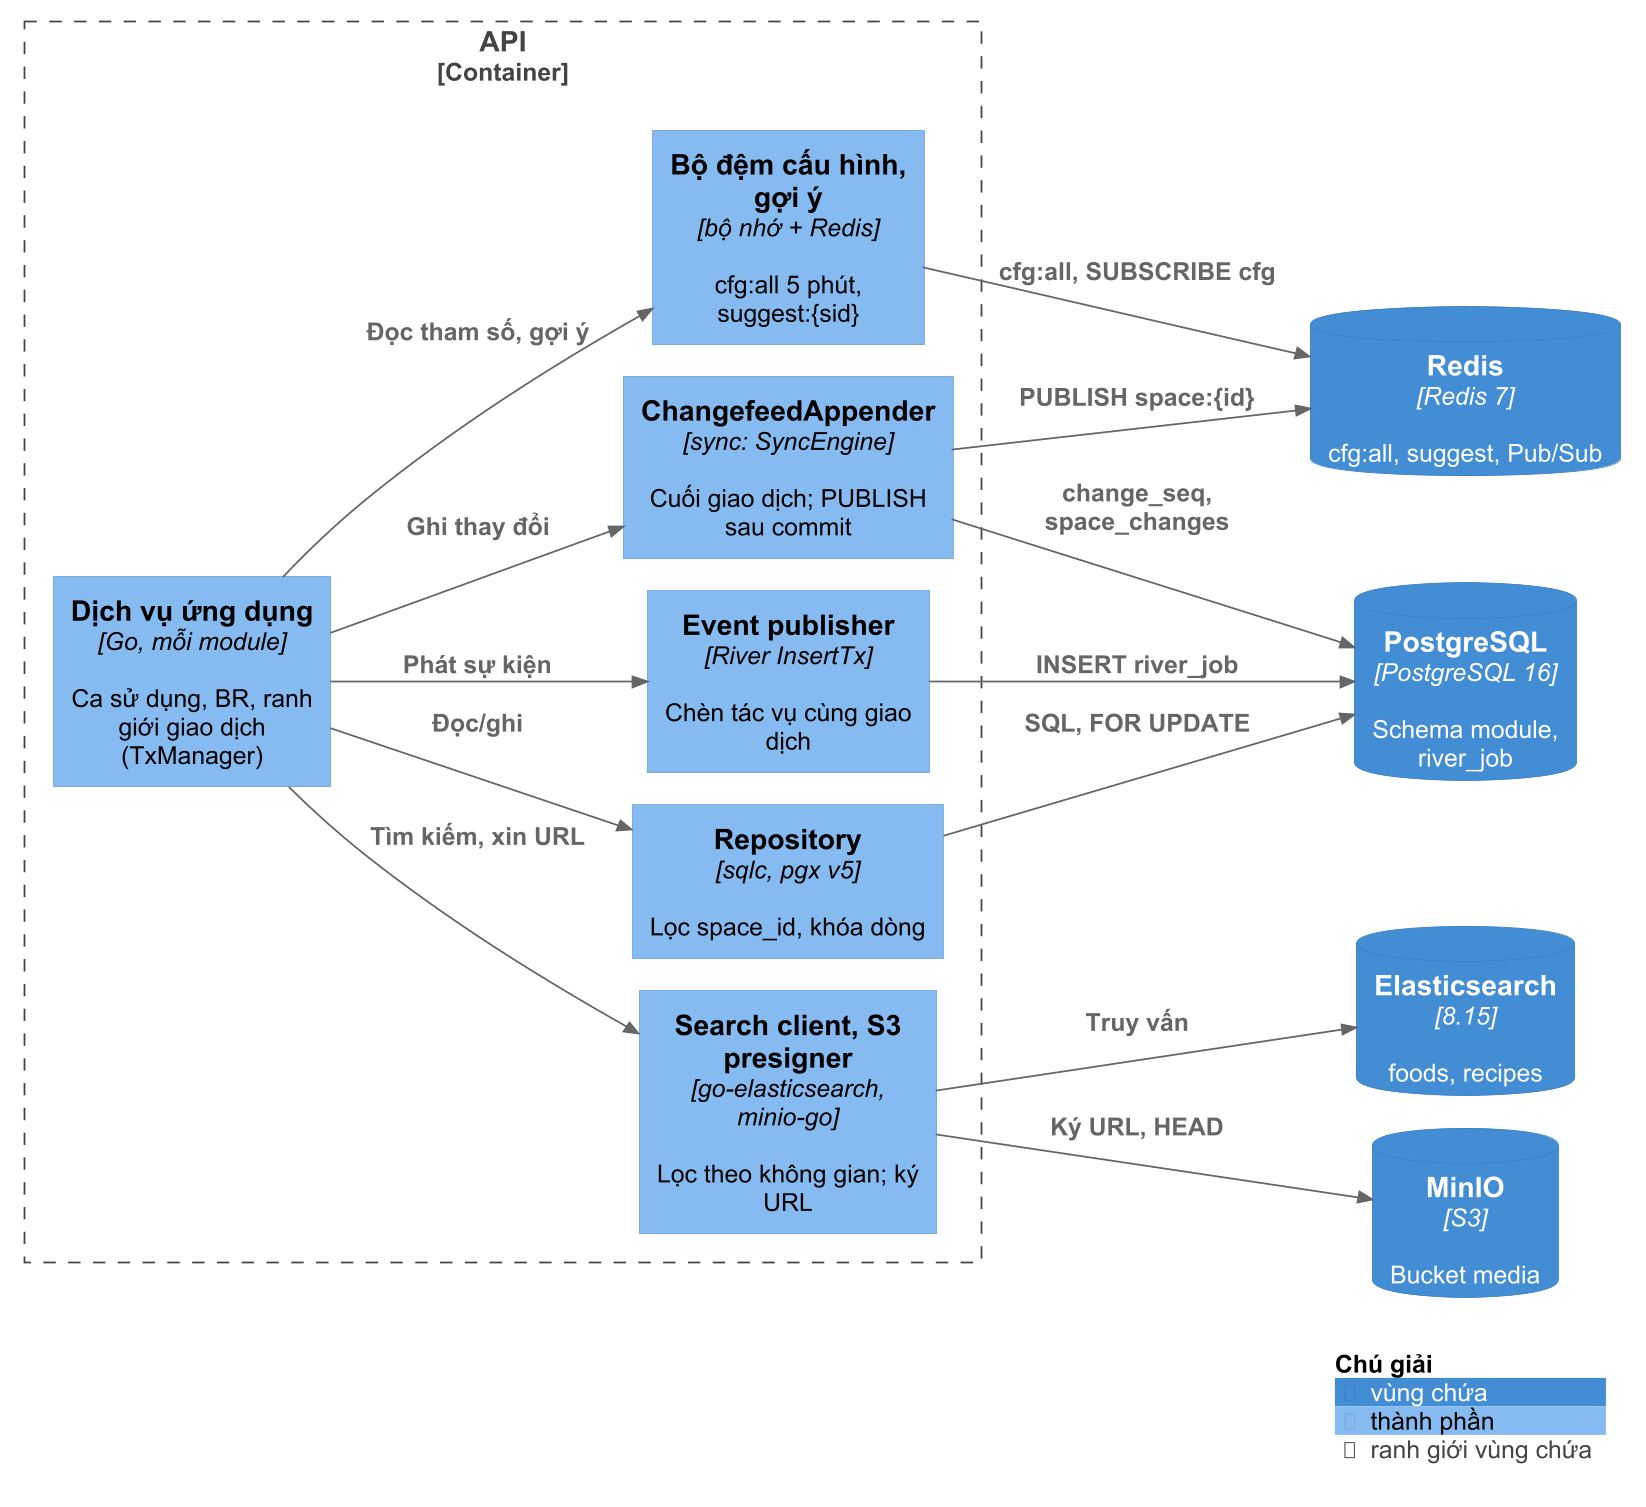 API
[Container]
Bộ đệm cấu hình,
gợi ý
[bộ nhớ + Redis]
cfg:all 5 phút,
suggest:{sid}
cfg:all, SUBSCRIBE cfg
Đọc tham số, gợi ý
Redis
[Redis 7]
cfg:all, suggest, Pub/Sub
ChangefeedAppender
[sync: SyncEngine]
Cuối giao dịch; PUBLISH
sau commit
PUBLISH space:{id}
change_seq,
space_changes
Ghi thay đổi
Dịch vụ ứng dụng
[Go, mỗi module]
Ca sử dụng, BR, ranh
giới giao dịch
(TxManager)
Phát sự kiện
Event publisher
[River InsertTx]
Chèn tác vụ cùng giao
dịch
INSERT river_job
PostgreSQL
[PostgreSQL 16]
Schema module,
river_job
Đọc/ghi
SQL, FOR UPDATE
Tìm kiếm, xin URL
Repository
[sqlc, pgx v5]
Lọc space_id, khóa dòng
Search client, S3
presigner
[go-elasticsearch,
minio-go]
Lọc theo không gian; ký
URL
Truy vấn
Elasticsearch
[8.15]
foods, recipes
Ký URL, HEAD
MinIO
[S3]
Bucket media
Chú giải
vùng chứa
thành phần
ranh giới vùng chứa